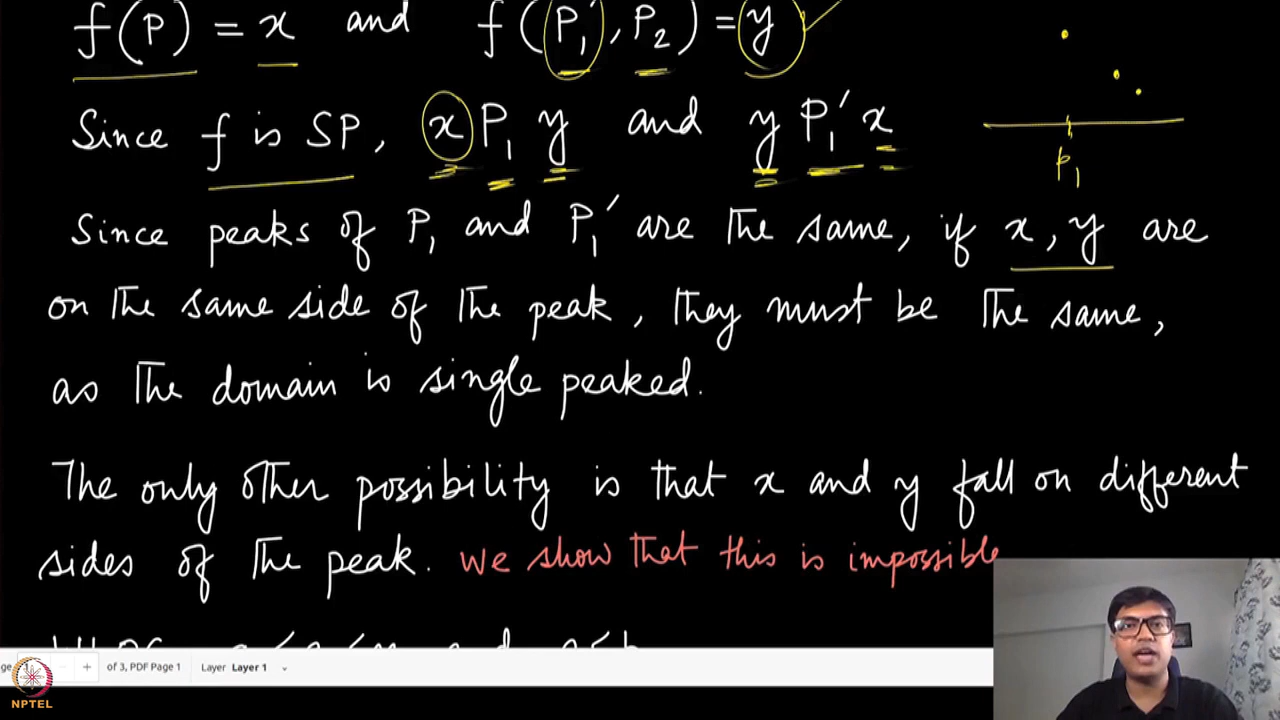 f(P) = x and f(P₁', P₂) = y
Since f is SP, x P₁ y and y P₁' x
p₁
Since peaks of P₁ and P₁' are the same, if x, y are
on the same side of the peak, they must be the same,
as the domain is single peaked.
The only other possibility is that x and y fall on different
sides of the peak. We show that this is impossible
of 3, PDF Page 1 Layer Layer 1
NPTEL